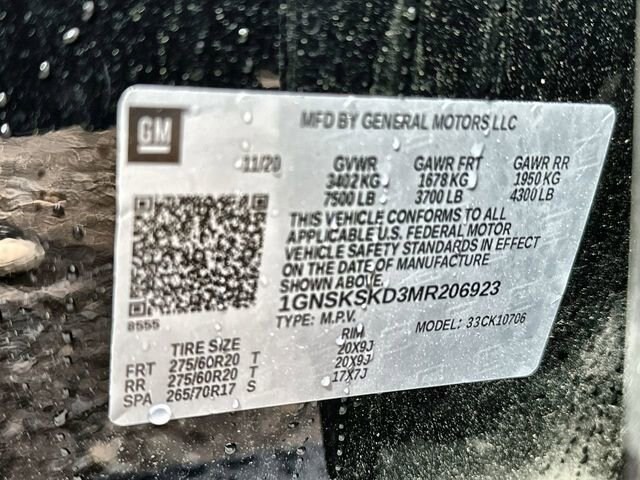 GM
MFD BY GENERAL MOTORS LLC
11/20 GVWR GAWR FRT GAWR RR
3402 KG 1678 KG 1950 KG
7500 LB 3700 LB 4300 LB
THIS VEHICLE CONFORMS TO ALL
APPLICABLE U.S. FEDERAL MOTOR
VEHICLE SAFETY STANDARDS IN EFFECT
ON THE DATE OF MANUFACTURE
SHOWN ABOVE.
1GNSKSKD3MR206923
8555
TYPE: M.P.V. MODEL: 33CK10706
TIRE SIZE RIM
FRT 275/60R20 T 20X9J
RR 275/60R20 T 20X9J
SPA 265/70R17 S 17X7J